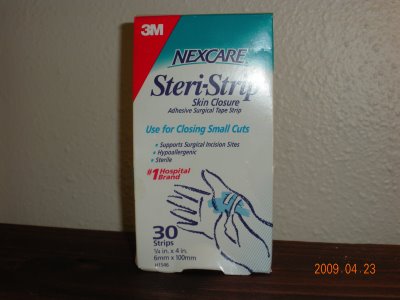 3M
NEXCARE
Steri-Strip
Skin Closure
Adhesive Surgical Tape Strip
Use for Closing Small Cuts
• Supports Surgical Incision Sites
• Hypoallergenic
• Sterile
#1 Hospital
Brand
30
Strips
1/4 in. x 4 in.
6mm x 100mm
H1546
2009.04.23